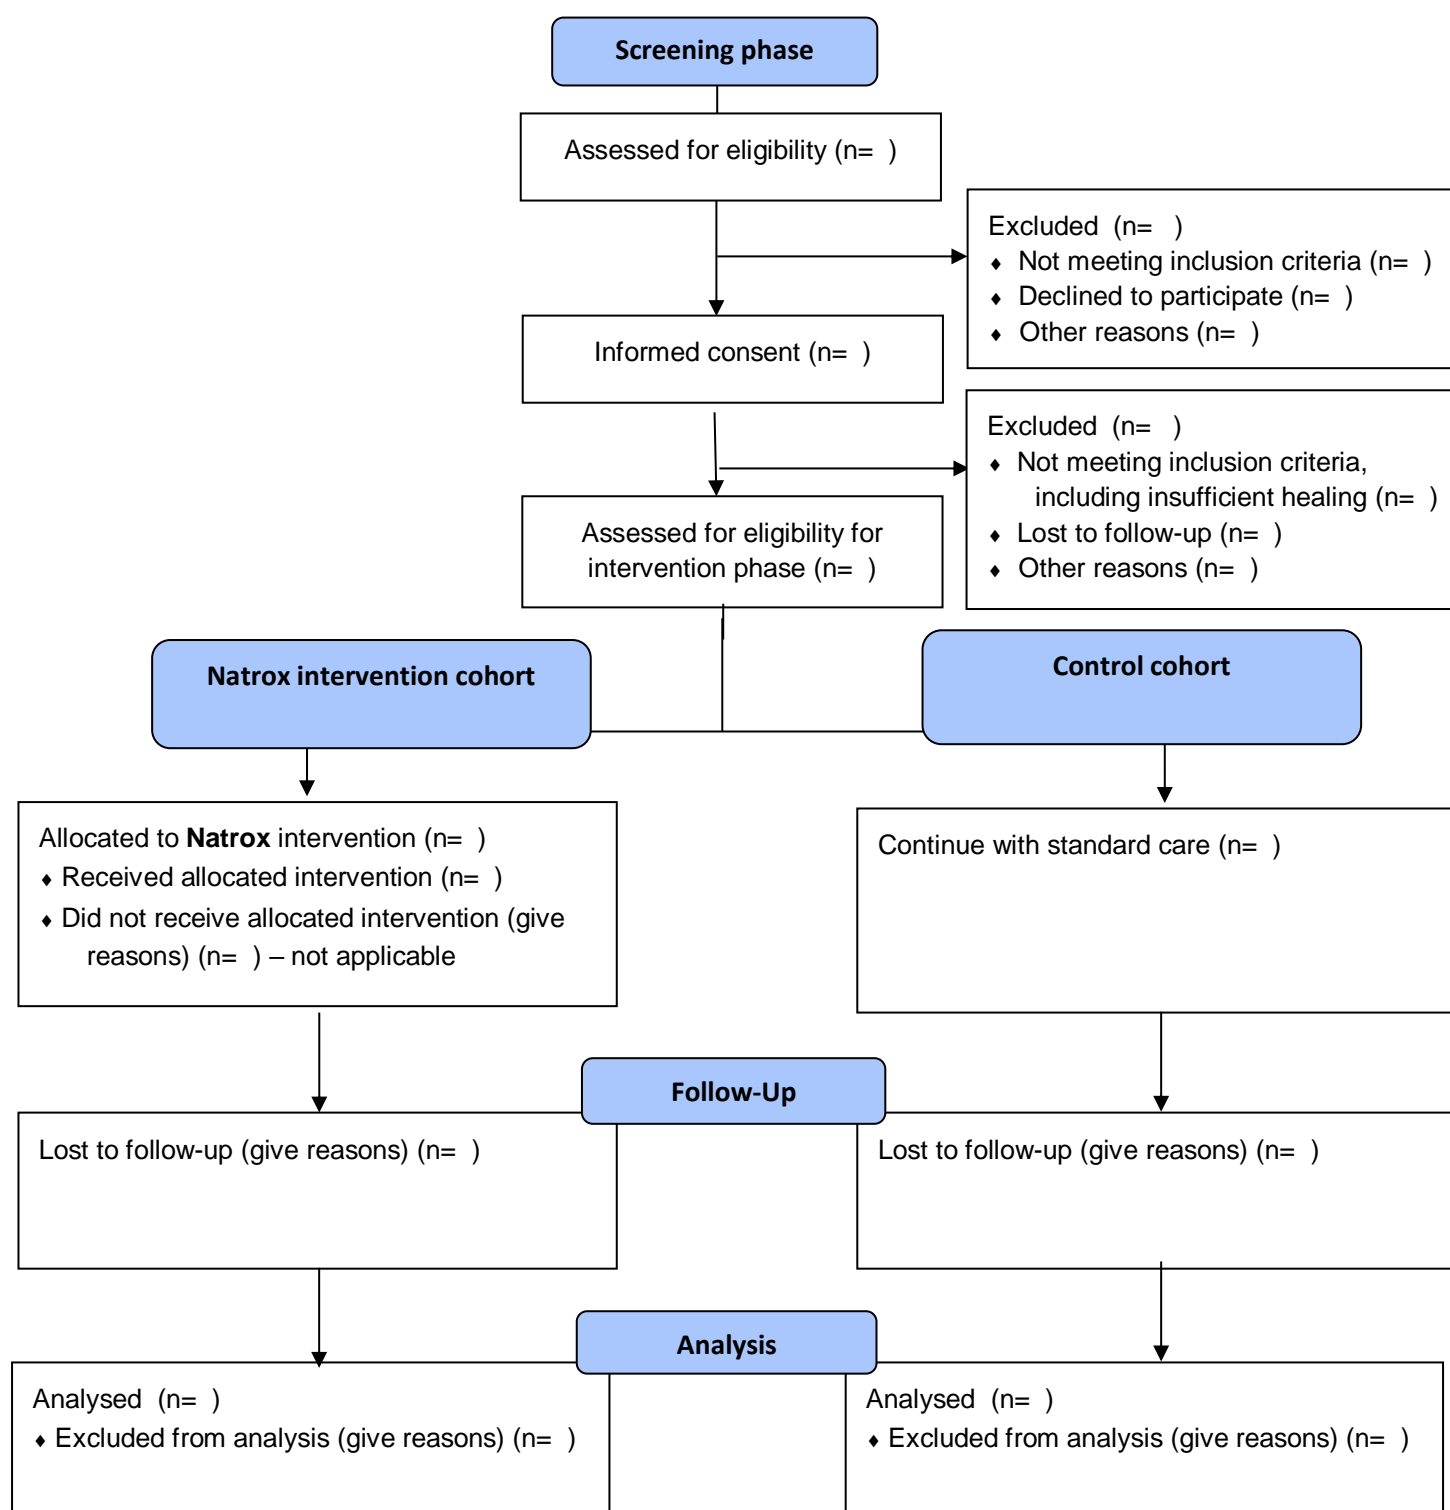 Screening phase
Assessed for eligibility (n=  )
Excluded  (n=   )
♦ Not meeting inclusion criteria (n=  )
♦ Declined to participate (n=  )
♦ Other reasons (n=  )
Informed consent (n=  )
Excluded  (n=   )
♦ Not meeting inclusion criteria,
including insufficient healing (n=  )
♦ Lost to follow-up (n=  )
♦ Other reasons (n=  )
Assessed for eligibility for
intervention phase (n=  )
Natrox intervention cohort
Control cohort
Allocated to Natrox intervention (n=  )
♦ Received allocated intervention (n=  )
♦ Did not receive allocated intervention (give
reasons) (n=  ) – not applicable
Continue with standard care (n=  )
Follow-Up
Lost to follow-up (give reasons) (n=  )
Lost to follow-up (give reasons) (n=  )
Analysis
Analysed  (n=  )
♦ Excluded from analysis (give reasons) (n=  )
Analysed  (n=  )
♦ Excluded from analysis (give reasons) (n=  )